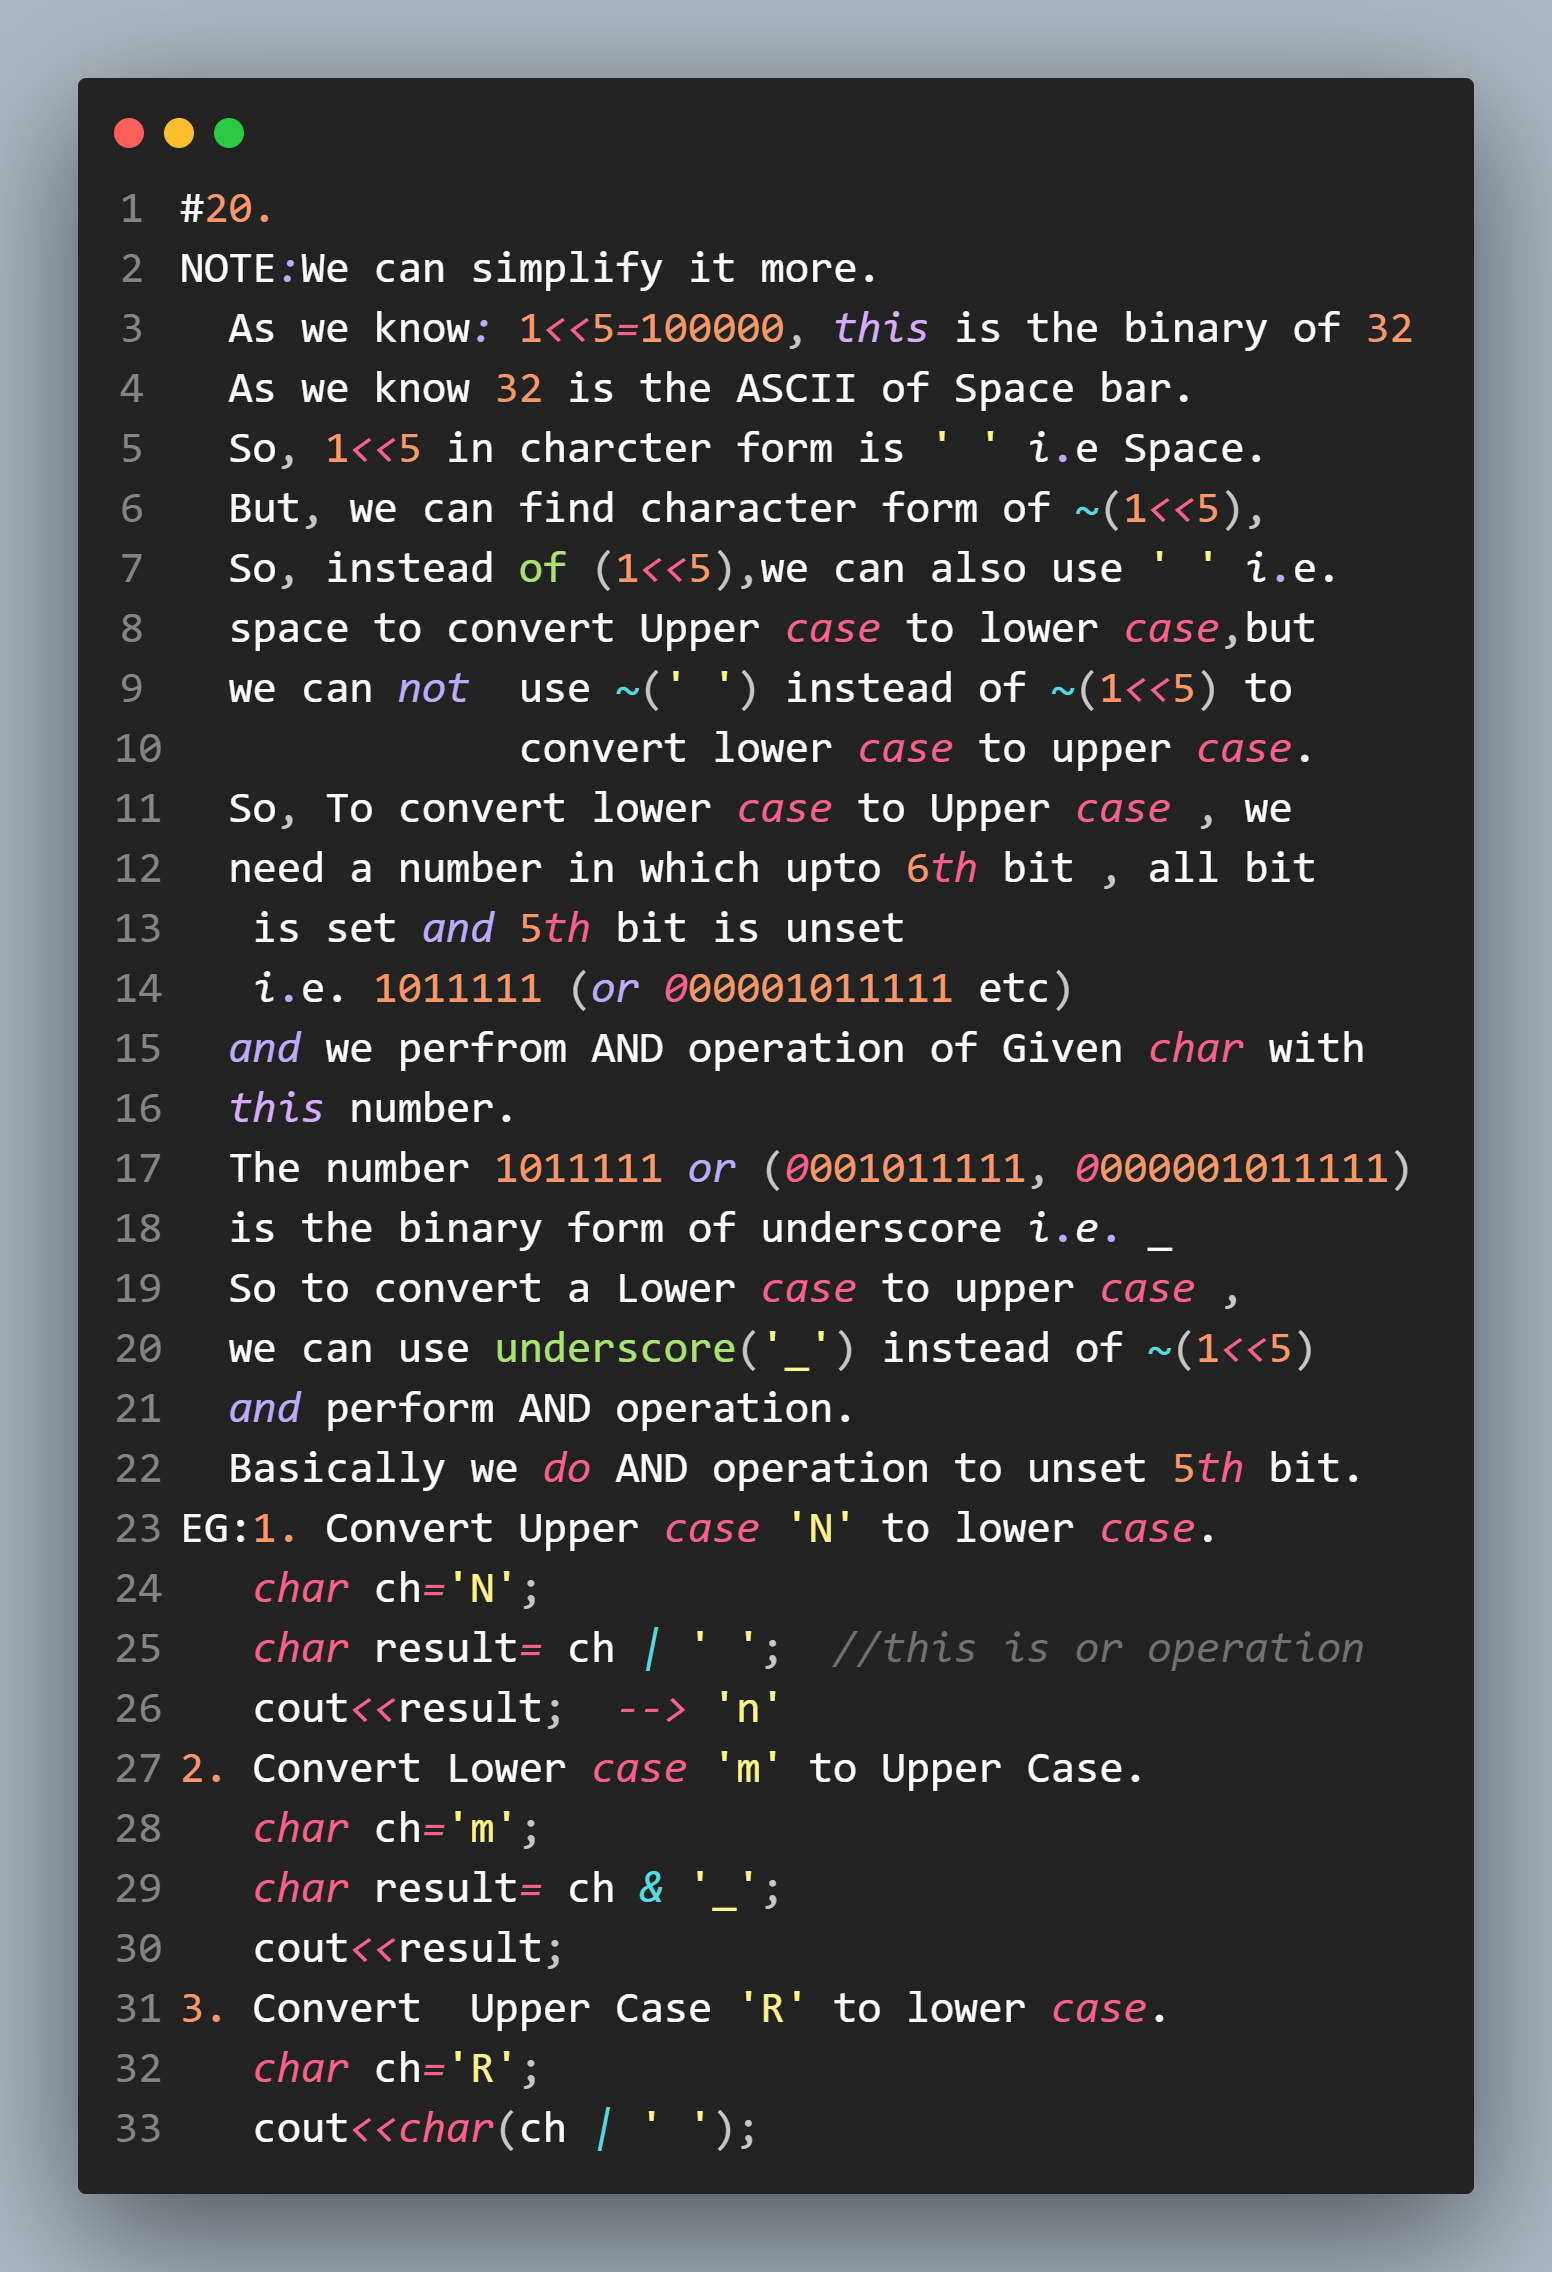 1 #20.
2 NOTE:We can simplify it more.
3   As we know: 1<<5=100000, this is the binary of 32
4   As we know 32 is the ASCII of Space bar.
5   So, 1<<5 in charcter form is ' ' i.e Space.
6   But, we can find character form of ~(1<<5),
7   So, instead of (1<<5),we can also use ' ' i.e.
8   space to convert Upper case to lower case,but
9   we can not  use ~(' ') instead of ~(1<<5) to
10               convert lower case to upper case.
11   So, To convert lower case to Upper case , we
12   need a number in which upto 6th bit , all bit
13    is set and 5th bit is unset
14    i.e. 1011111 (or 000001011111 etc)
15   and we perfrom AND operation of Given char with
16   this number.
17   The number 1011111 or (0001011111, 0000001011111)
18   is the binary form of underscore i.e. _
19   So to convert a Lower case to upper case ,
20   we can use underscore('_') instead of ~(1<<5)
21   and perform AND operation.
22   Basically we do AND operation to unset 5th bit.
23 EG:1. Convert Upper case 'N' to lower case.
24    char ch='N';
25    char result= ch | ' ';  //this is or operation
26    cout<<result;  --> 'n'
27 2. Convert Lower case 'm' to Upper Case.
28    char ch='m';
29    char result= ch & '_';
30    cout<<result;
31 3. Convert  Upper Case 'R' to lower case.
32    char ch='R';
33    cout<<char(ch | ' ');